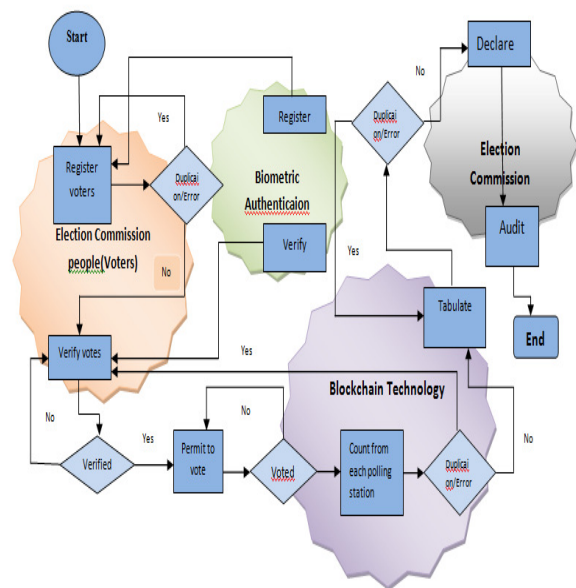 Start
Declare
No
Yes
Duplicai
on/Error
Register
Register
voters
Duplicai
on/Error
Biometric
Authenticaion
Election
Commission
Election Commission
people(Voters)
Verify
Audit
No
Yes
Tabulate
End
Verify votes
Yes
Blockchain Technology
No
Yes
No
No
Verified
Permit to
vote
Voted
Count from
each polling
station
Duplicai
on/Error